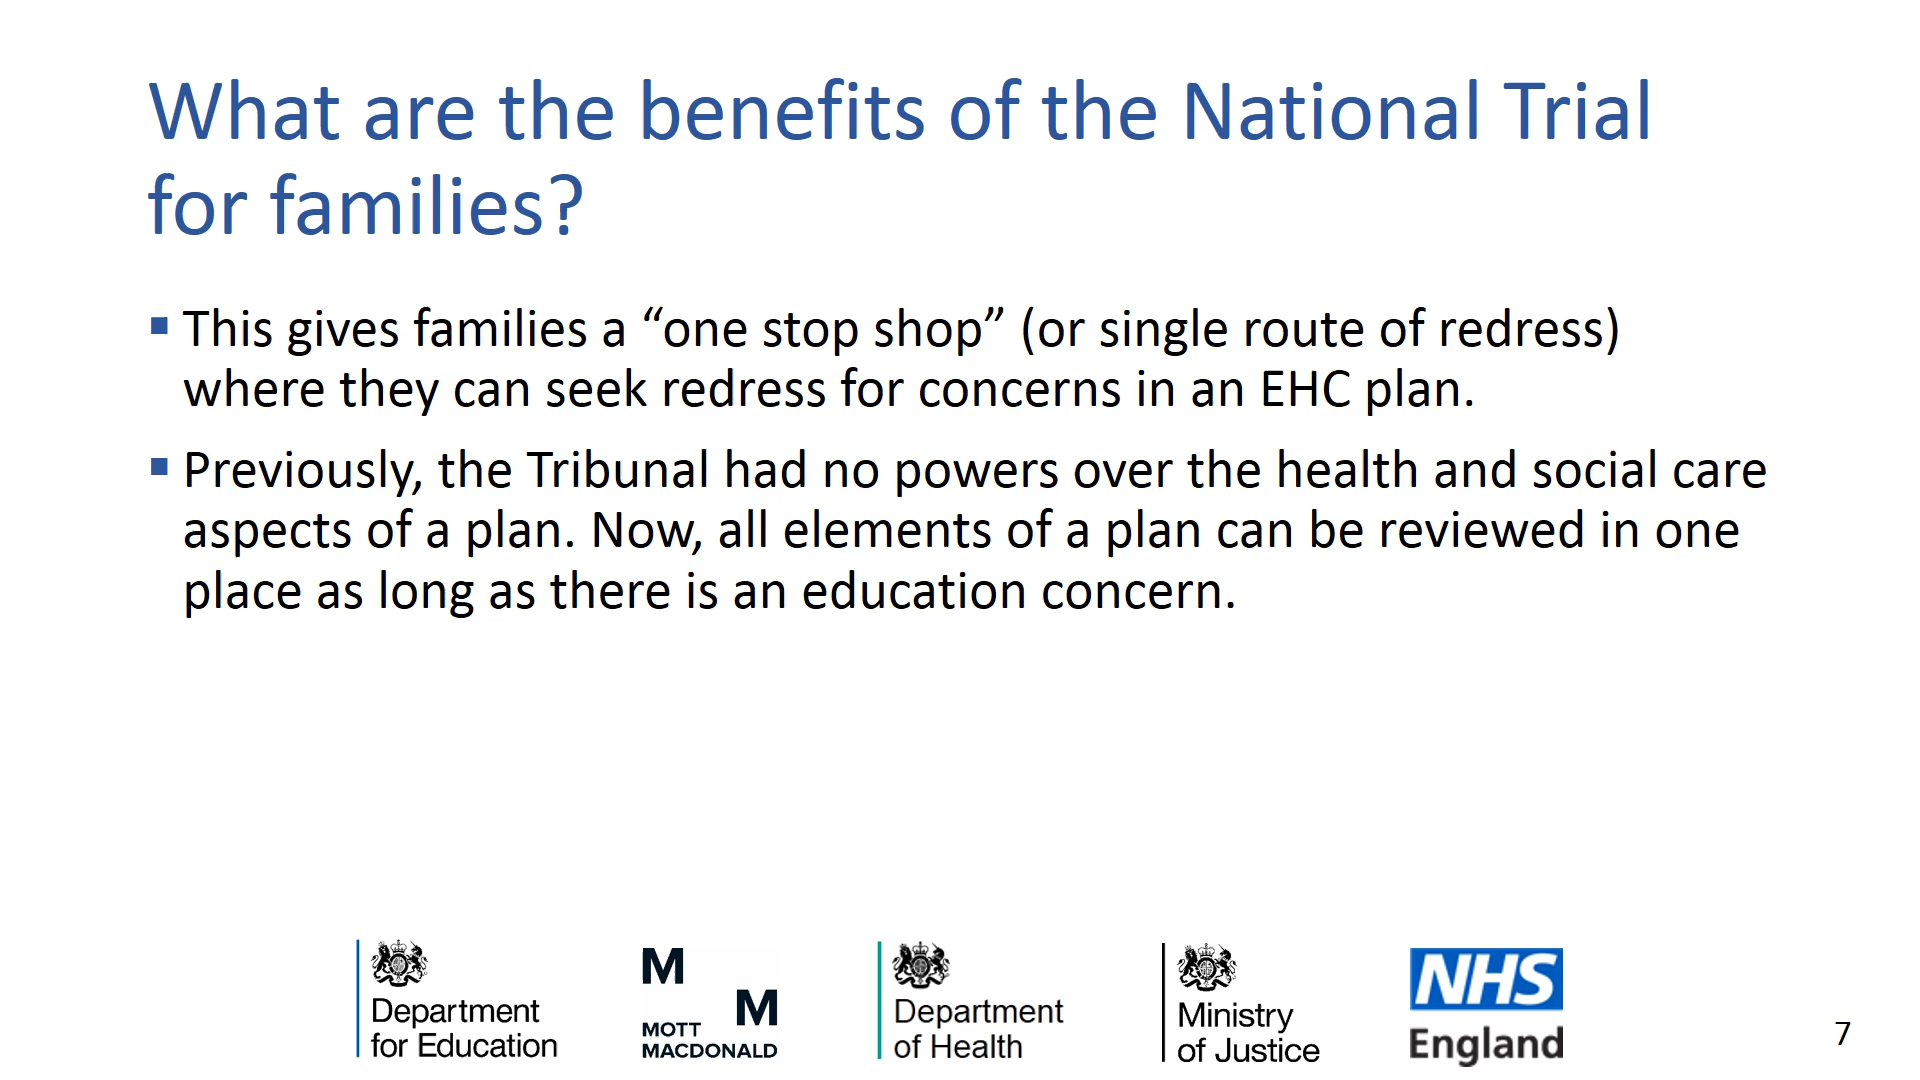 What are the benefits of the National Trial
for families?
▪ This gives families a “one stop shop” (or single route of redress)
where they can seek redress for concerns in an EHC plan.
▪ Previously, the Tribunal had no powers over the health and social care
aspects of a plan. Now, all elements of a plan can be reviewed in one
place as long as there is an education concern.
Department
for Education
M
M
MOTT
MACDONALD
Department
of Health
Ministry
of Justice
NHS
England
7